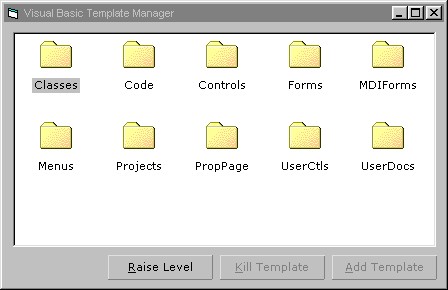 Visual Basic Template Manager
Classes Code Controls Forms MDIForms
Menus Projects PropPage UserCtls UserDocs
Raise Level Kill Template Add Template